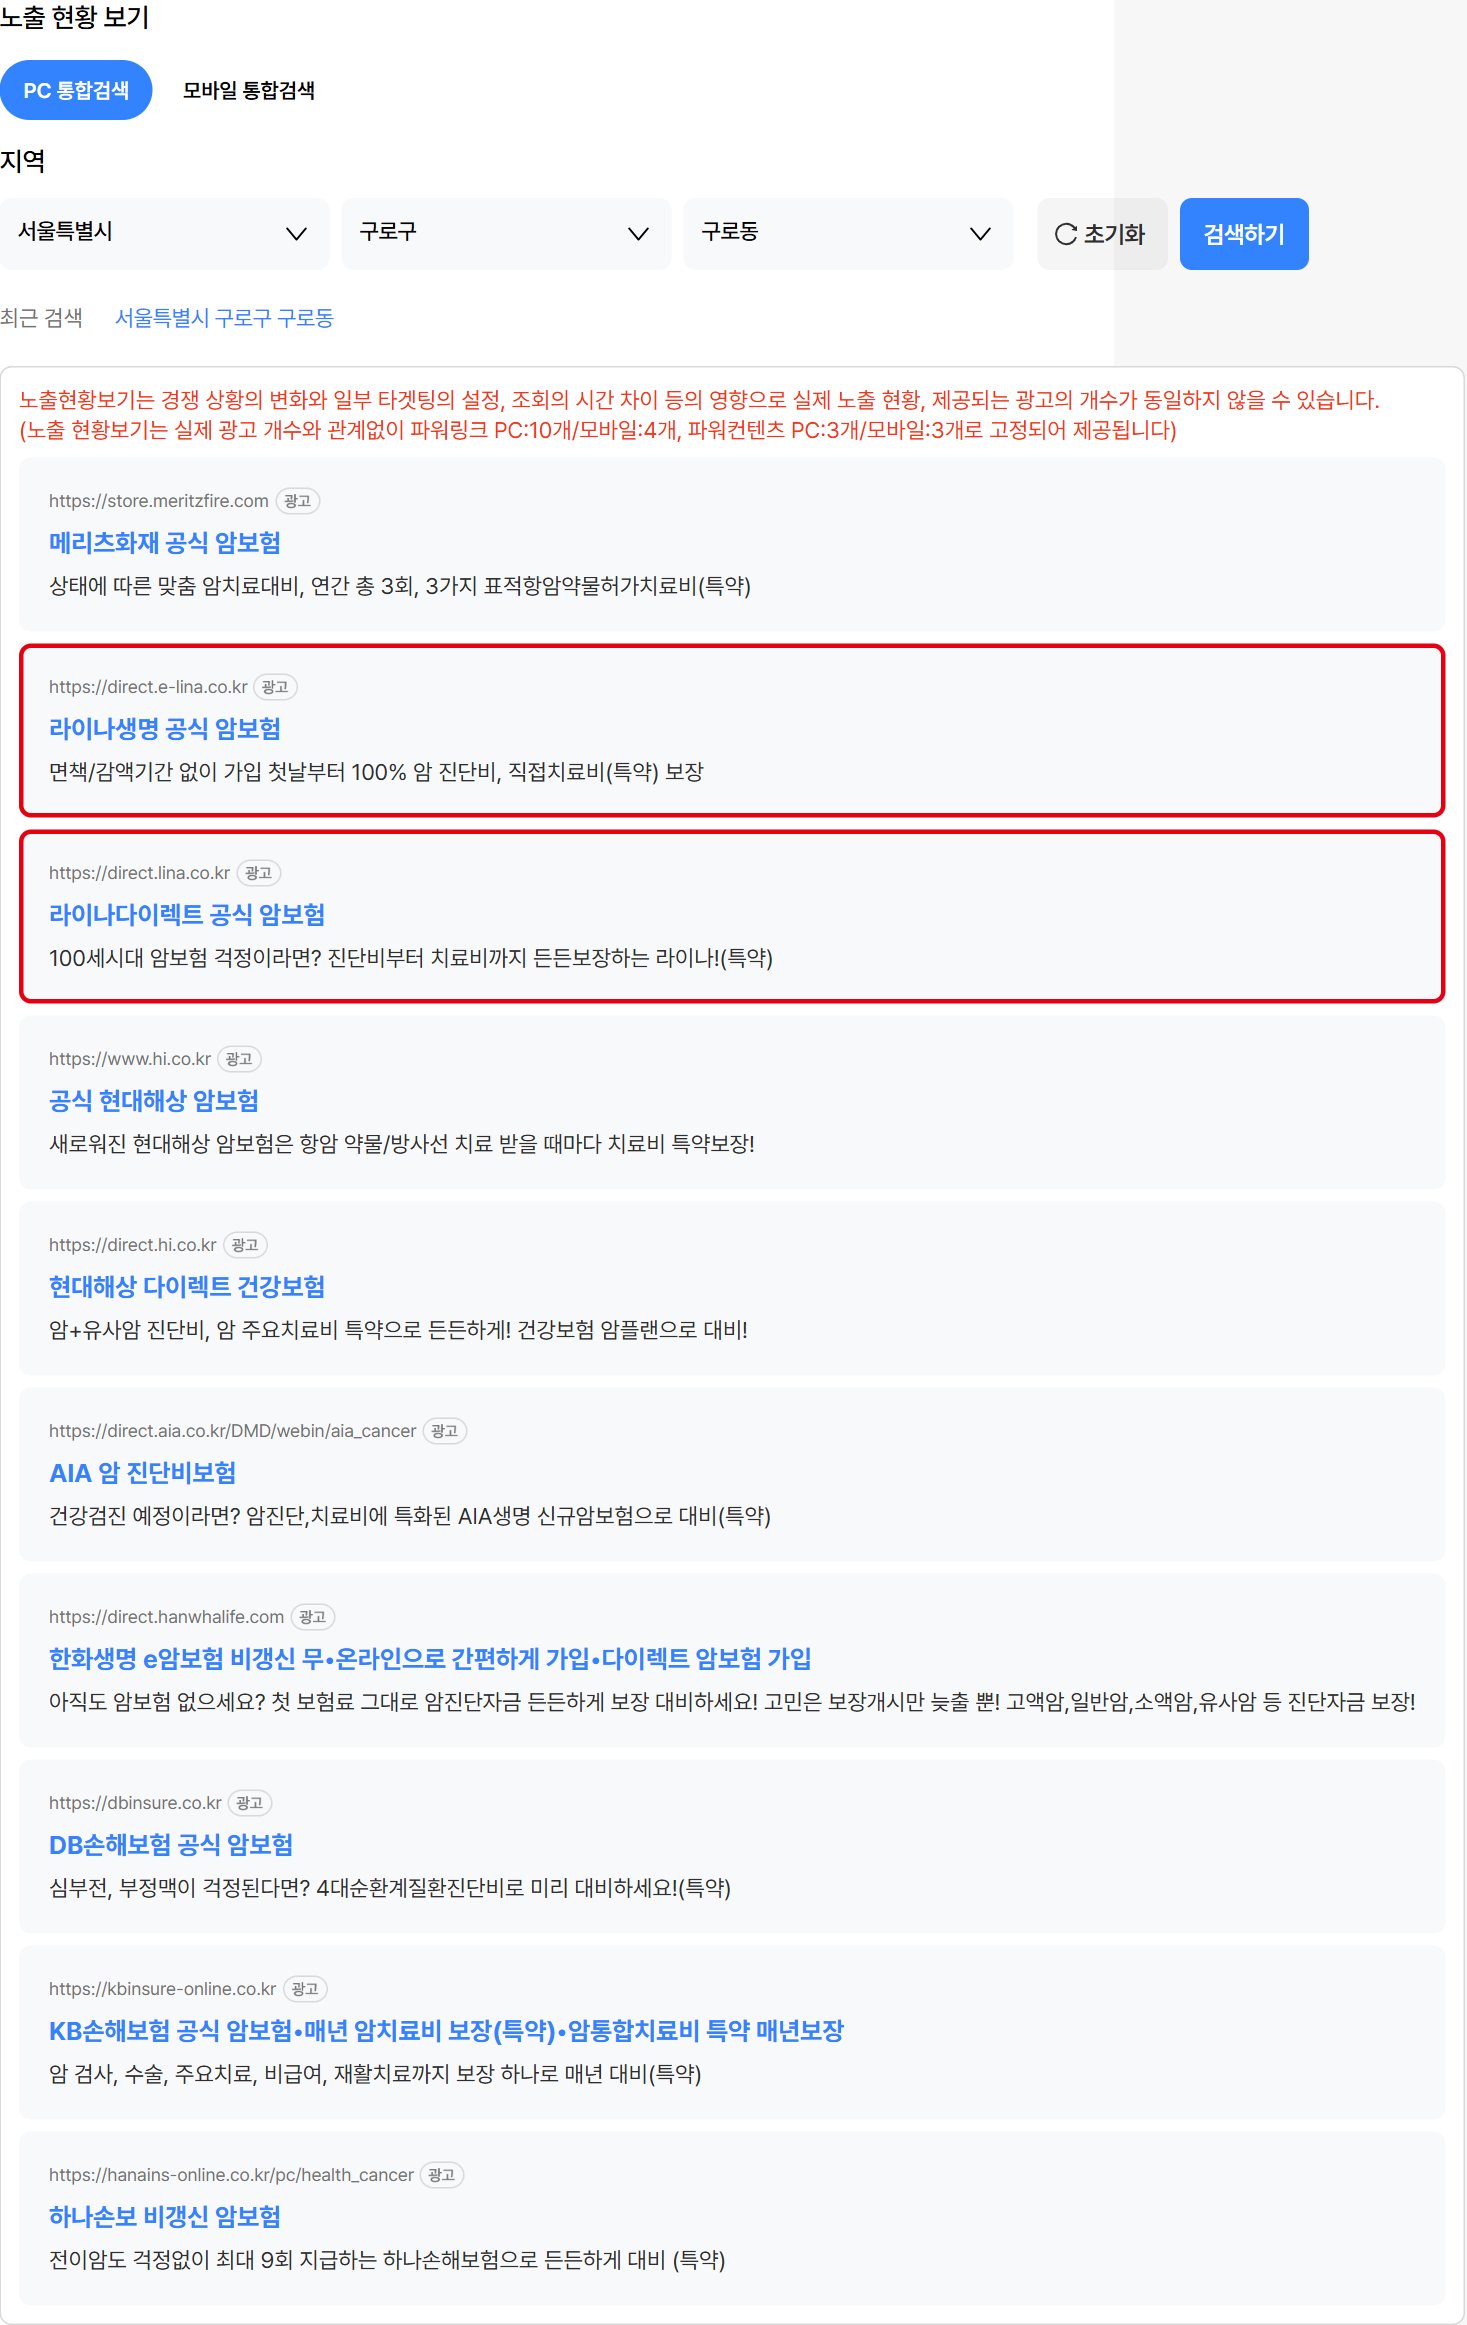 노출 현황 보기
PC 통합검색 모바일 통합검색
지역
서울특별시 구로구 구로동 초기화 검색하기
최근 검색 서울특별시 구로구 구로동
노출현황보기는 경쟁 상황의 변화와 일부 타겟팅의 설정, 조회의 시간 차이 등의 영향으로 실제 노출 현황, 제공되는 광고의 개수가 동일하지 않을 수 있습니다.
(노출 현황보기는 실제 광고 개수와 관계없이 파워링크 PC:10개/모바일:4개, 파워컨텐츠 PC:3개/모바일:3개로 고정되어 제공됩니다)
https://store.meritzfire.com 광고
메리츠화재 공식 암보험
상태에 따른 맞춤 암치료대비, 연간 총 3회, 3가지 표적항암약물허가치료비(특약)
https://direct.e-lina.co.kr 광고
라이나생명 공식 암보험
면책/감액기간 없이 가입 첫날부터 100% 암 진단비, 직접치료비(특약) 보장
https://direct.lina.co.kr 광고
라이나다이렉트 공식 암보험
100세시대 암보험 걱정이라면? 진단비부터 치료비까지 든든보장하는 라이나!(특약)
https://www.hi.co.kr 광고
공식 현대해상 암보험
새로워진 현대해상 암보험은 항암 약물/방사선 치료 받을 때마다 치료비 특약보장!
https://direct.hi.co.kr 광고
현대해상 다이렉트 건강보험
암+유사암 진단비, 암 주요치료비 특약으로 든든하게! 건강보험 암플랜으로 대비!
https://direct.aia.co.kr/DMD/webin/aia_cancer 광고
AIA 암 진단비보험
건강검진 예정이라면? 암진단,치료비에 특화된 AIA생명 신규암보험으로 대비(특약)
https://direct.hanwhalife.com 광고
한화생명 e암보험 비갱신 무•온라인으로 간편하게 가입•다이렉트 암보험 가입
아직도 암보험 없으세요? 첫 보험료 그대로 암진단자금 든든하게 보장 대비하세요! 고민은 보장개시만 늦출 뿐! 고액암,일반암,소액암,유사암 등 진단자금 보장!
https://dbinsure.co.kr 광고
DB손해보험 공식 암보험
심부전, 부정맥이 걱정된다면? 4대순환계질환진단비로 미리 대비하세요!(특약)
https://kbinsure-online.co.kr 광고
KB손해보험 공식 암보험•매년 암치료비 보장(특약)•암통합치료비 특약 매년보장
암 검사, 수술, 주요치료, 비급여, 재활치료까지 보장 하나로 매년 대비(특약)
https://hanains-online.co.kr/pc/health_cancer 광고
하나손보 비갱신 암보험
전이암도 걱정없이 최대 9회 지급하는 하나손해보험으로 든든하게 대비 (특약)